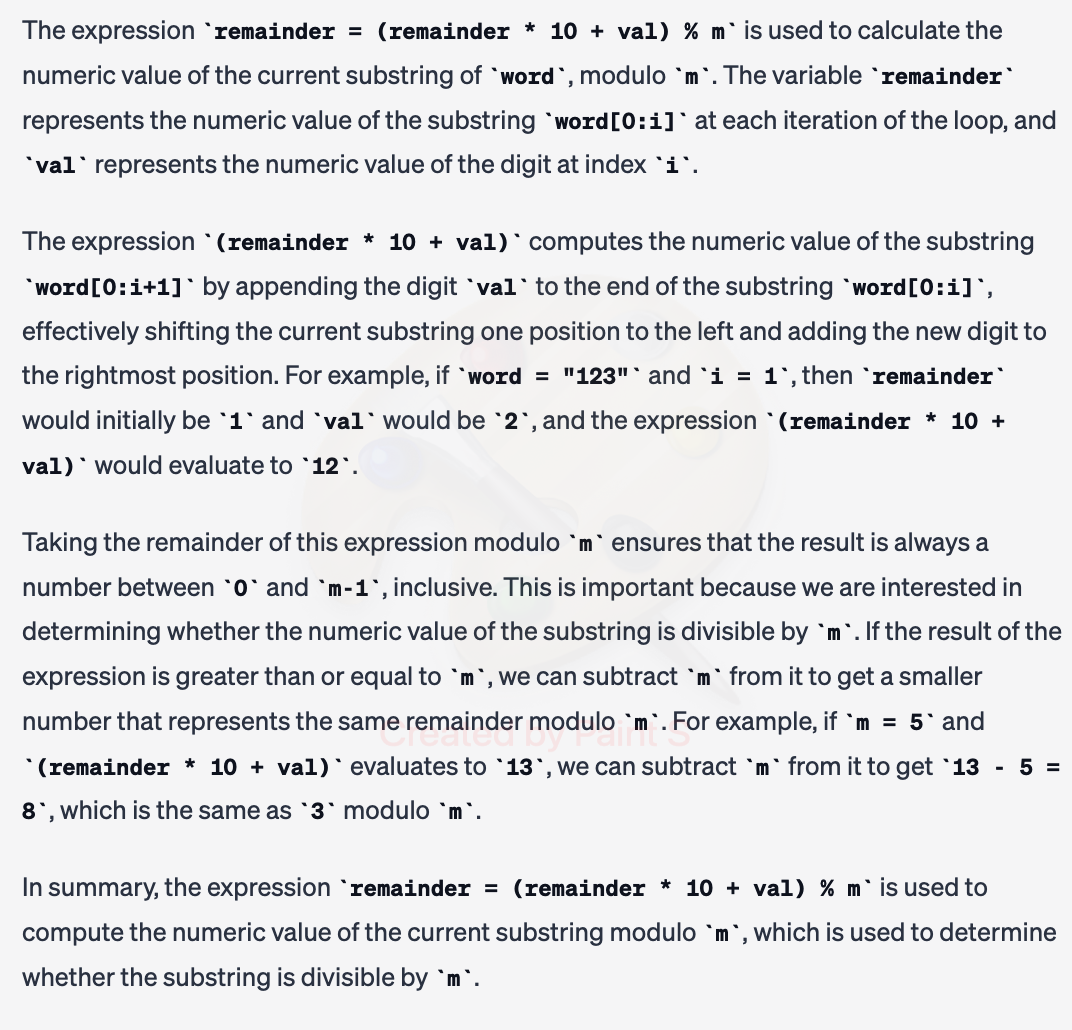 The expression `remainder = (remainder * 10 + val) % m` is used to calculate the
numeric value of the current substring of `word`, modulo `m`. The variable `remainder`
represents the numeric value of the substring `word[0:i]` at each iteration of the loop, and
`val` represents the numeric value of the digit at index `i`.
The expression `(remainder * 10 + val)` computes the numeric value of the substring
`word[0:i+1]` by appending the digit `val` to the end of the substring `word[0:i]`,
effectively shifting the current substring one position to the left and adding the new digit to
the rightmost position. For example, if `word = "123"` and `i = 1`, then `remainder`
would initially be `1` and `val` would be `2`, and the expression `(remainder * 10 +
val)` would evaluate to `12`.
Taking the remainder of this expression modulo `m` ensures that the result is always a
number between `0` and `m-1`, inclusive. This is important because we are interested in
determining whether the numeric value of the substring is divisible by `m`. If the result of the
expression is greater than or equal to `m`, we can subtract `m` from it to get a smaller
number that represents the same remainder modulo `m`. For example, if `m = 5` and
Created by Paint S
`(remainder * 10 + val)` evaluates to `13`, we can subtract `m` from it to get `13 - 5 =
8`, which is the same as `3` modulo `m`.
In summary, the expression `remainder = (remainder * 10 + val) % m` is used to
compute the numeric value of the current substring modulo `m`, which is used to determine
whether the substring is divisible by `m`.